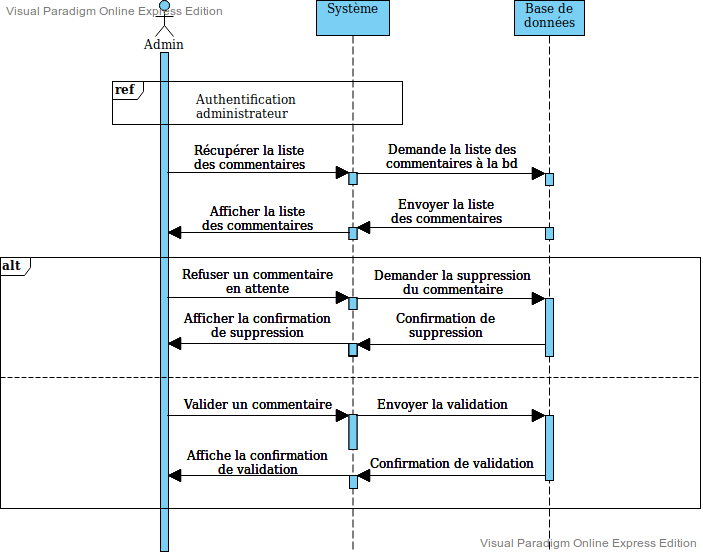 Visual Paradigm Online Express Edition
Système
Base de
données
Admin
ref
Authentification
administrateur
Récupérer la liste
des commentaires
Demande la liste des
commentaires à la bd
Afficher la liste
des commentaires
Envoyer la liste
des commentaires
alt
Refuser un commentaire
en attente
Demander la suppression
du commentaire
Afficher la confirmation
de suppression
Confirmation de
suppression
Valider un commentaire
Envoyer la validation
Affiche la confirmation
de validation
Confirmation de validation
Visual Paradigm Online Express Edition